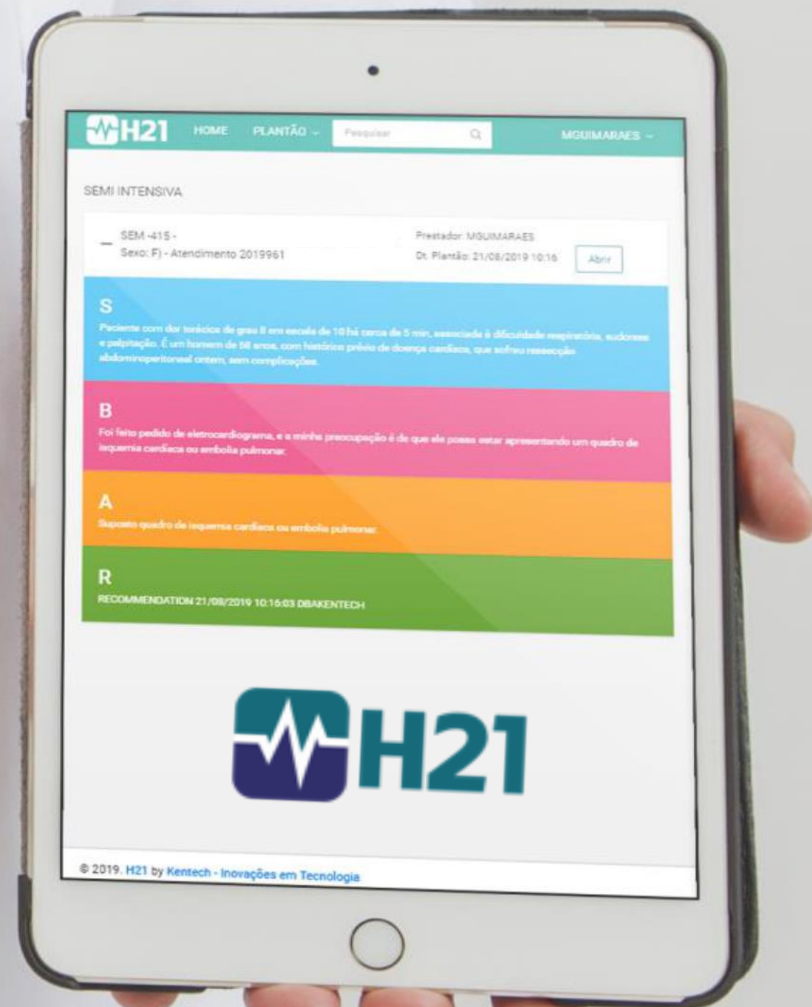 H21 HOME PLANTÃO Pesquisar MGUIMARAES
SEMI INTENSIVA
SEM -415 - Prestador: MGUIMARAES
Sexo: F) - Atendimento 2019961 Dt. Plantão: 21/08/2019 10:16 Abrir
S
Paciente com dor torácica de grau 8 em escala de 10 há cerca de 5 min, associada à dificuldade respiratória, sudorese
e palpitação. É um homem de 58 anos, com histórico prévio de doença cardíaca, que sofreu ressecção
abdominoperitoneal ontem, sem complicações.
B
Foi feito pedido de eletrocardiograma, e a minha preocupação é de que ele possa estar apresentando um quadro de
isquemia cardíaca ou embolia pulmonar.
A
Suposto quadro de isquemia cardíaca ou embolia pulmonar.
R
RECOMMENDATION 21/08/2019 10:16:03 DBAKENTECH
H21
© 2019. H21 by Kentech - Inovações em Tecnologia